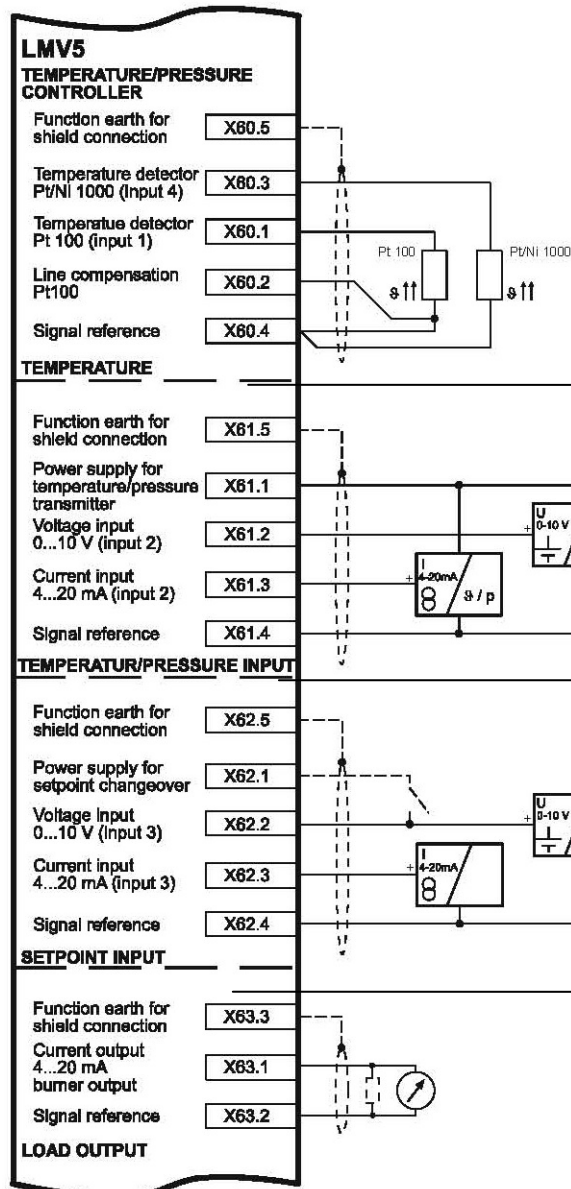 LMV5
TEMPERATURE/PRESSURE
CONTROLLER
Function earth for
shield connection
X60.5
Temperature detector
Pt/Ni 1000 (Input 4)
X60.3
Temperatue detector
Pt 100 (input 1)
X60.1
Pt 100
Pt/Ni 1000
Line compensation
Pt100
X60.2
ϑ
ϑ
Signal reference
X60.4
TEMPERATURE
Function earth for
shield connection
X61.5
Power supply for
temperature/pressure
transmitter
X61.1
Voltage input
0...10 V (input 2)
X61.2
+
U
0-10 V
Current input
4...20 mA (input 2)
X61.3
+
I
4-20mA
ϑ / p
Signal reference
X61.4
TEMPERATUR/PRESSURE INPUT
Function earth for
shield connection
X62.5
Power supply for
setpoint changeover
X62.1
Voltage Input
0...10 V (Input 3)
X62.2
+
U
0-10 V
Current input
4...20 mA (input 3)
X62.3
+
I
4-20mA
Signal reference
X62.4
SETPOINT INPUT
Function earth for
shield connection
X63.3
Current output
4...20 mA
burner output
X63.1
Signal reference
X63.2
LOAD OUTPUT